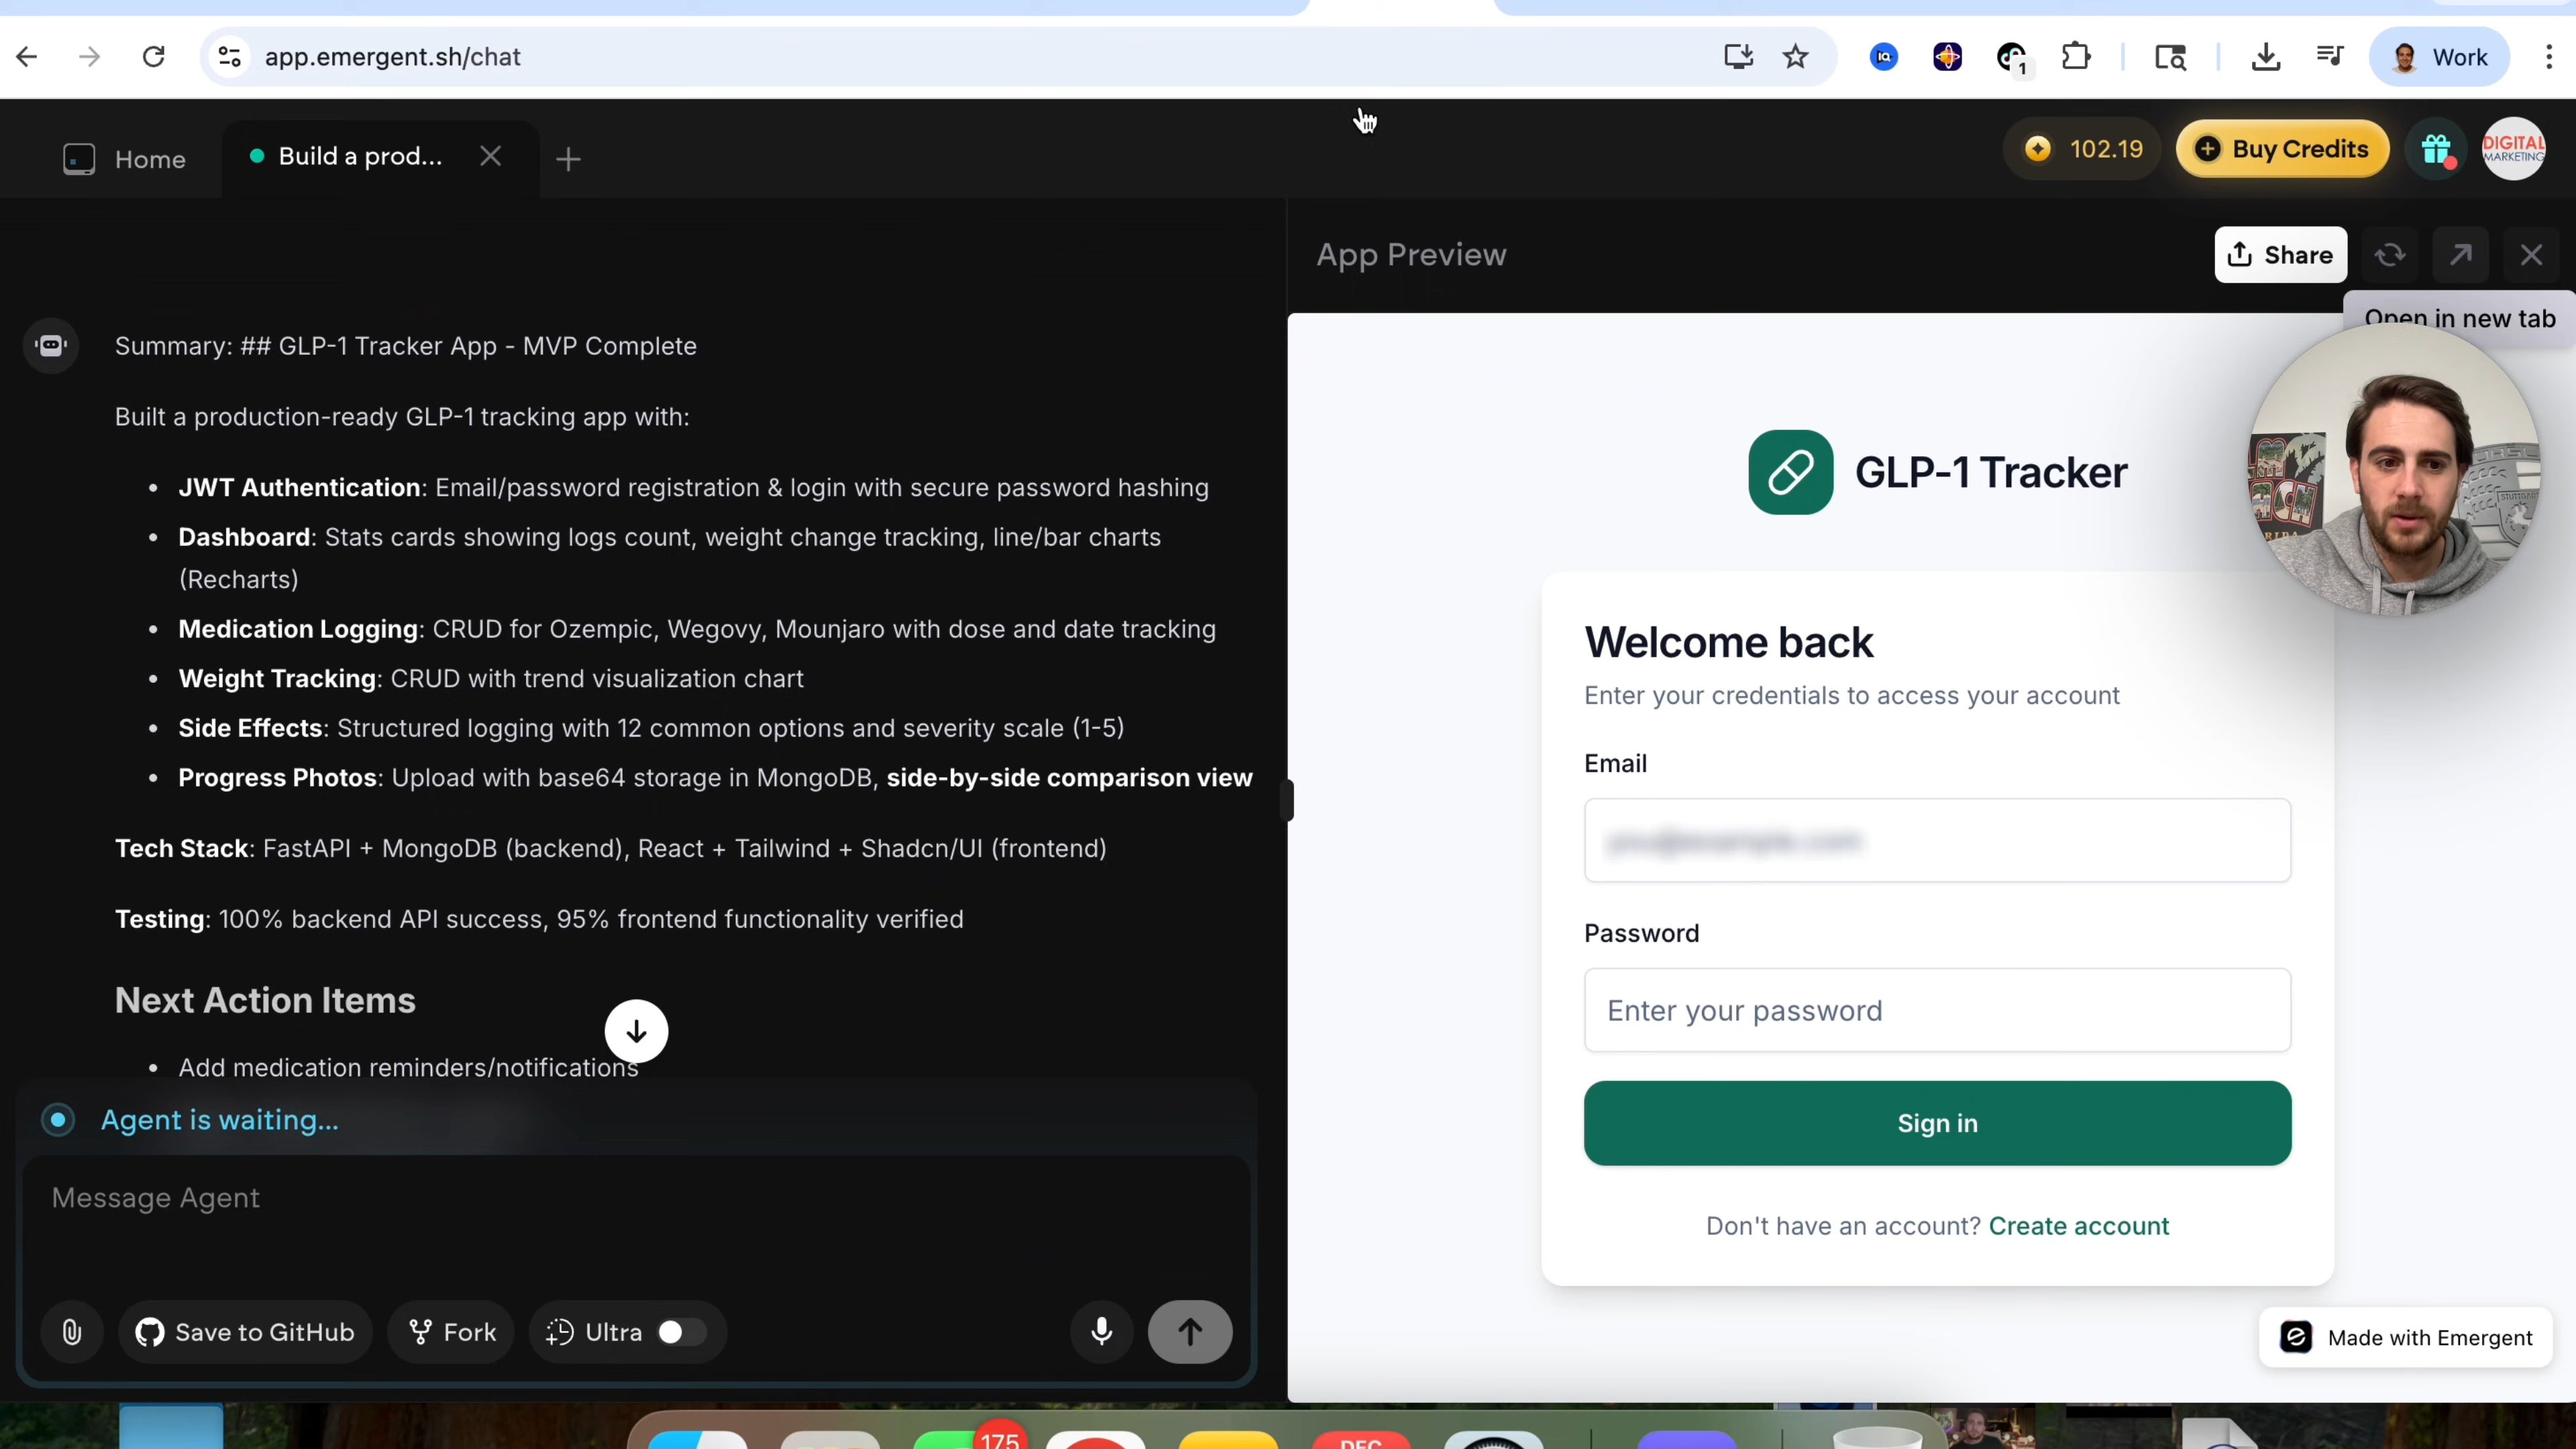 app.emergent.sh/chat
1
Work
Home
Build a prod...
102.19
Buy Credits
DIGITAL
MARKETING
App Preview
Share
Open in new tab
Summary: ## GLP-1 Tracker App - MVP Complete
Built a production-ready GLP-1 tracking app with:
• JWT Authentication: Email/password registration & login with secure password hashing
• Dashboard: Stats cards showing logs count, weight change tracking, line/bar charts
(Recharts)
• Medication Logging: CRUD for Ozempic, Wegovy, Mounjaro with dose and date tracking
• Weight Tracking: CRUD with trend visualization chart
• Side Effects: Structured logging with 12 common options and severity scale (1-5)
• Progress Photos: Upload with base64 storage in MongoDB, side-by-side comparison view
Tech Stack: FastAPI + MongoDB (backend), React + Tailwind + Shadcn/UI (frontend)
Testing: 100% backend API success, 95% frontend functionality verified
Next Action Items
• Add medication reminders/notifications
Agent is waiting...
Message Agent
Save to GitHub
Fork
Ultra
GLP-1 Tracker
Welcome back
Enter your credentials to access your account
Email
you@example.com
Password
Enter your password
Sign in
Don't have an account? Create account
Made with Emergent
175
DEC